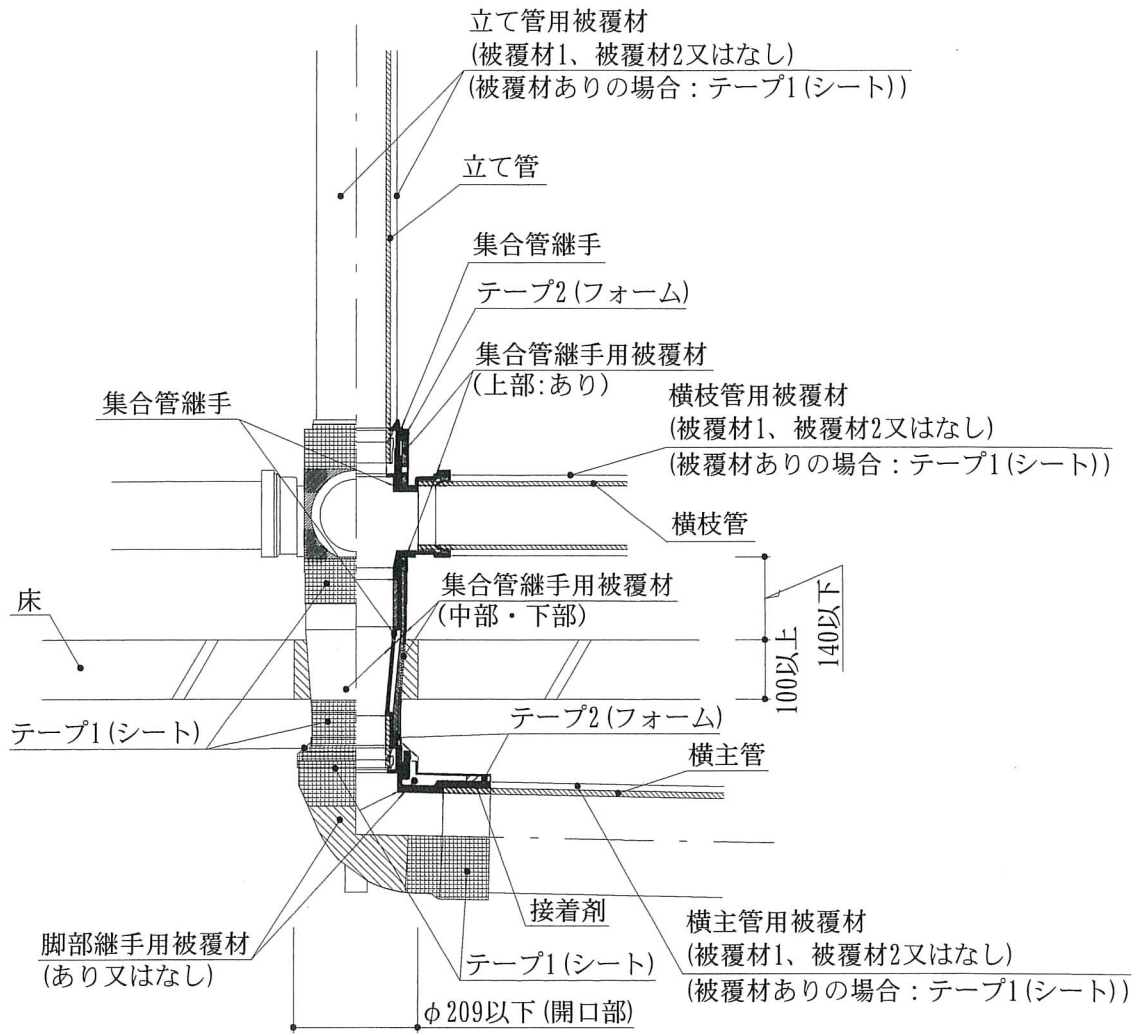 立て管用被覆材
(被覆材1、被覆材2又はなし)
(被覆材ありの場合：テープ1(シート))
立て管
集合管継手
テープ2(フォーム)
集合管継手用被覆材
(上部:あり)
集合管継手
横枝管用被覆材
(被覆材1、被覆材2又はなし)
(被覆材ありの場合：テープ1(シート))
横枝管
床
集合管継手用被覆材
(中部・下部)
100以上
140以下
テープ1(シート)
テープ2(フォーム)
横主管
接着剤
脚部継手用被覆材
(あり又はなし)
テープ1(シート)
横主管用被覆材
(被覆材1、被覆材2又はなし)
(被覆材ありの場合：テープ1(シート))
φ209以下(開口部)